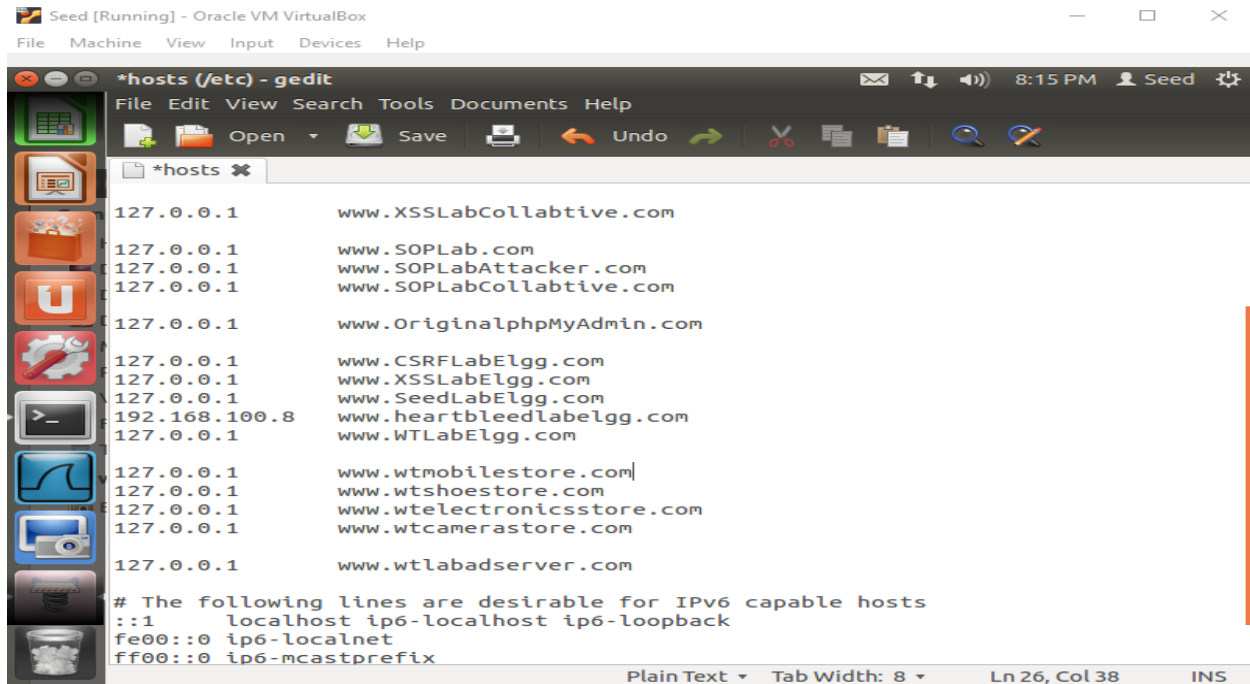 Seed [Running] - Oracle VM VirtualBox
File Machine View Input Devices Help
*hosts (/etc) - gedit 8:15 PM Seed
File Edit View Search Tools Documents Help
Open Save Undo
*hosts
127.0.0.1 www.XSSLabCollabtive.com
127.0.0.1 www.SOPLab.com
127.0.0.1 www.SOPLabAttacker.com
127.0.0.1 www.SOPLabCollabtive.com
127.0.0.1 www.OriginalphpMyAdmin.com
127.0.0.1 www.CSRFLabElgg.com
127.0.0.1 www.XSSLabElgg.com
127.0.0.1 www.SeedLabElgg.com
192.168.100.8 www.heartbleedlabelgg.com
127.0.0.1 www.WTLabElgg.com
127.0.0.1 www.wtmobilestore.com
127.0.0.1 www.wtshoestore.com
127.0.0.1 www.wtelectronicsstore.com
127.0.0.1 www.wtcamerastore.com
127.0.0.1 www.wtlabadserver.com
# The following lines are desirable for IPv6 capable hosts
::1 localhost ip6-localhost ip6-loopback
fe00::0 ip6-localnet
ff00::0 ip6-mcastprefix
Plain Text Tab Width: 8 Ln 26, Col 38 INS